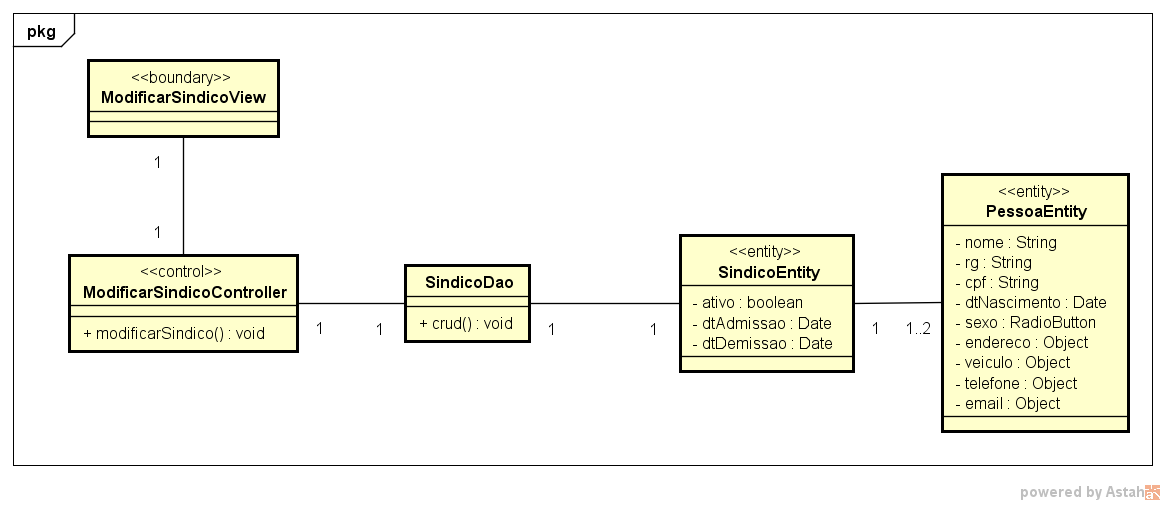 pkg
<<boundary>>
ModificarSindicoView
1
1
<<control>>
ModificarSindicoController
+ modificarSindico() : void
1
1
SindicoDao
+ crud() : void
1
1
<<entity>>
SindicoEntity
- ativo : boolean
- dtAdmissao : Date
- dtDemissao : Date
1
1..2
<<entity>>
PessoaEntity
- nome : String
- rg : String
- cpf : String
- dtNascimento : Date
- sexo : RadioButton
- endereco : Object
- veiculo : Object
- telefone : Object
- email : Object
powered by Astah